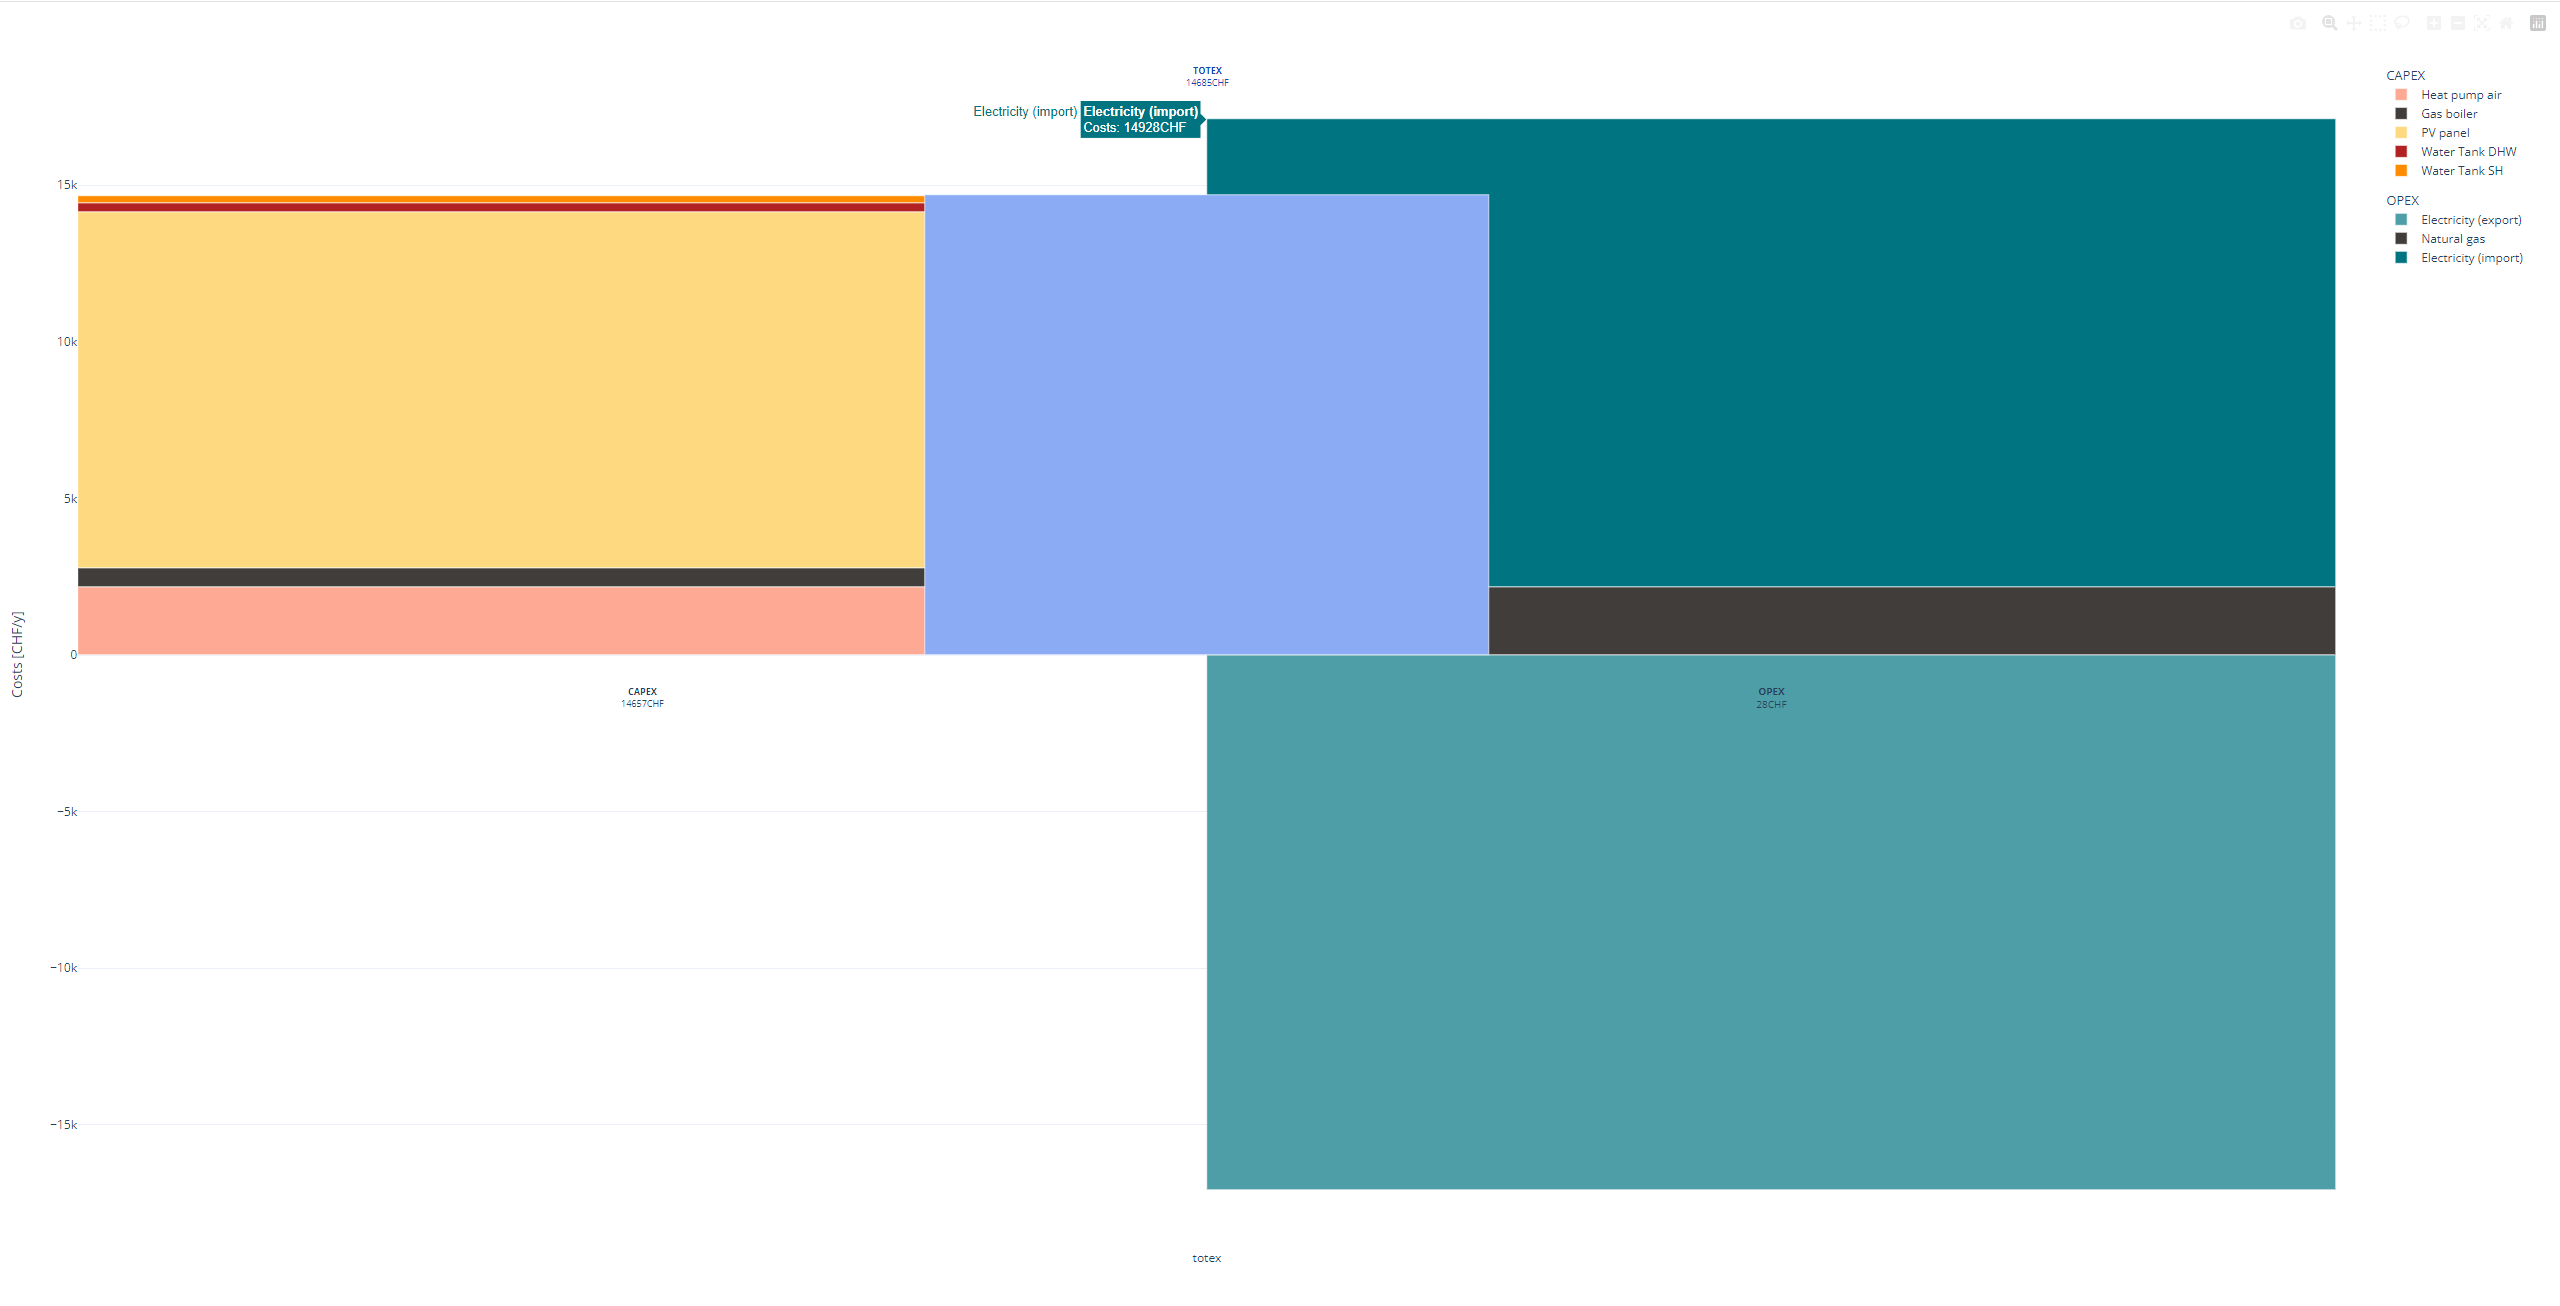 TOTEX
14685CHF
Electricity (import)
Electricity (import)
Costs: 14928CHF
CAPEX
Heat pump air
Gas boiler
PV panel
Water Tank DHW
Water Tank SH
OPEX
Electricity (export)
Natural gas
Electricity (import)
15k
10k
5k
0
−5k
−10k
−15k
Costs [CHF/y]
CAPEX
14657CHF
OPEX
28CHF
totex